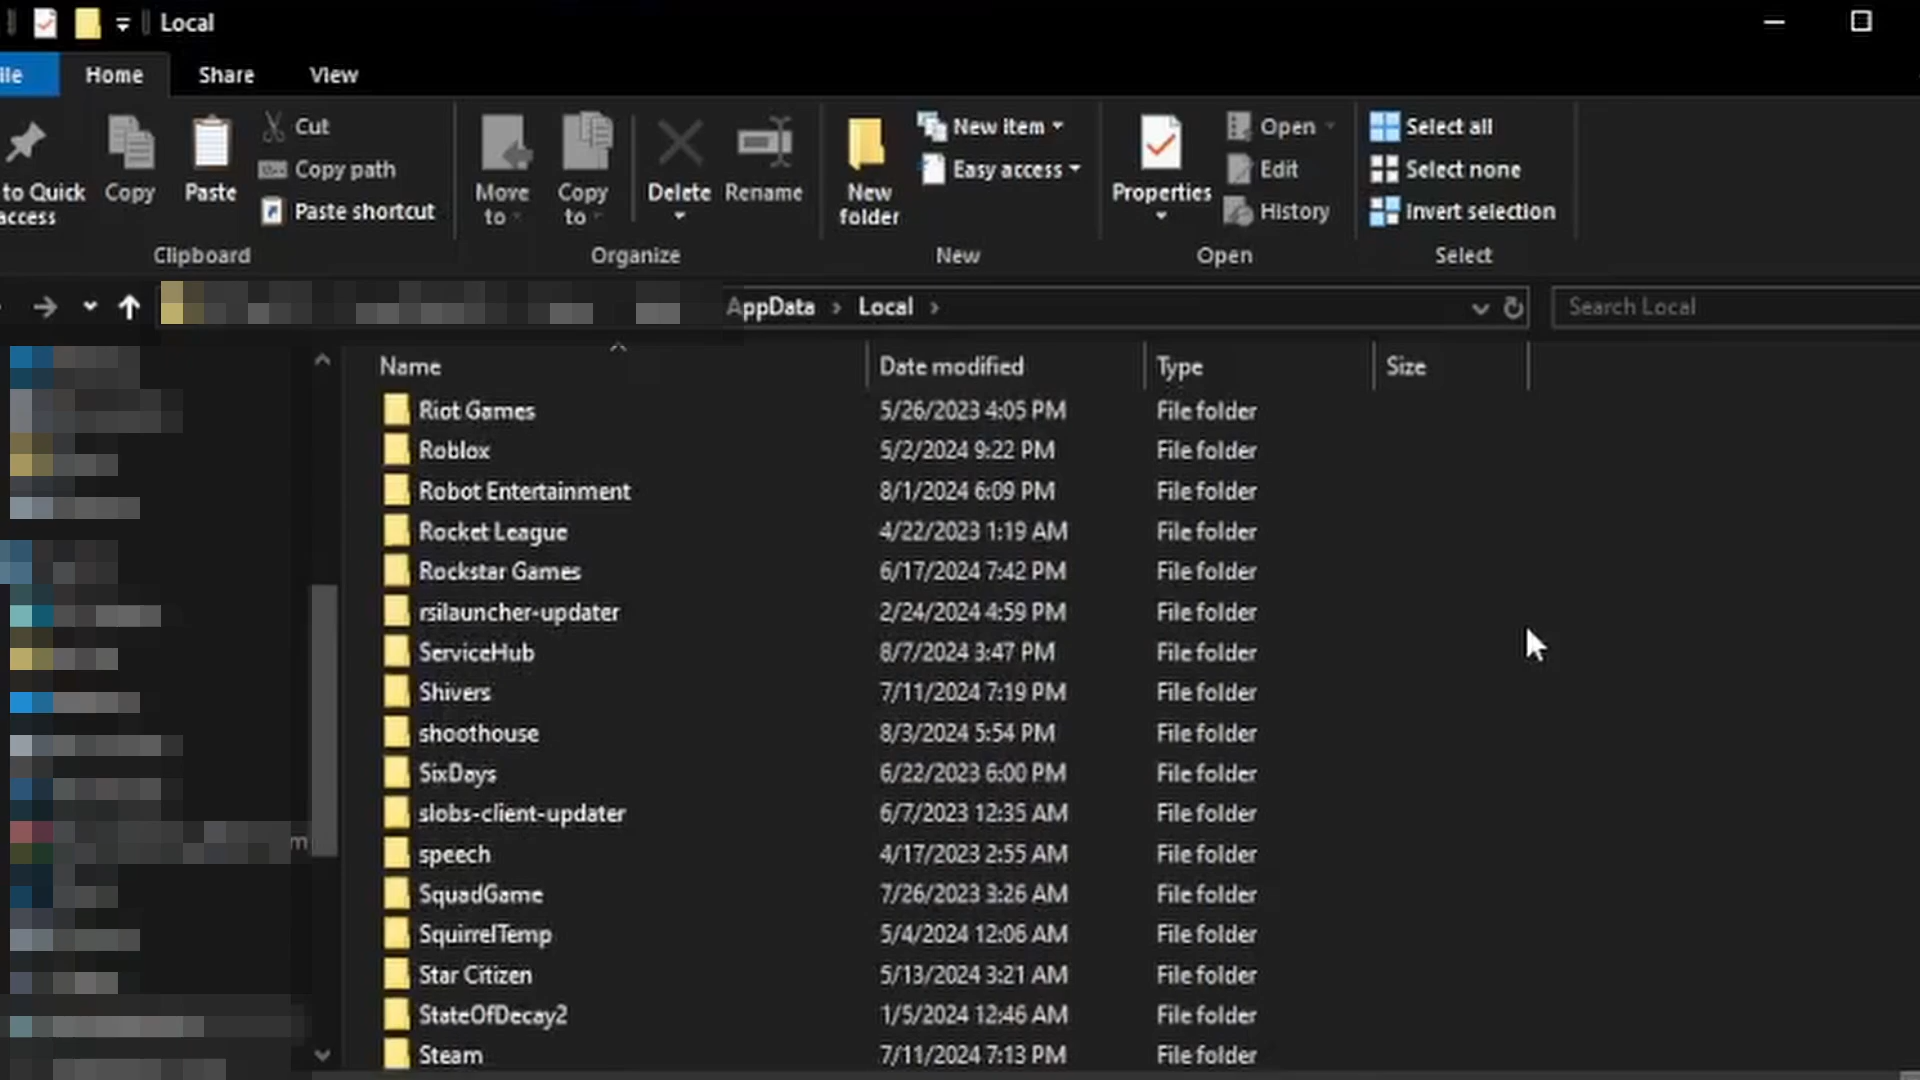 Local
ile
Home
Share
View
to Quick
access
Copy
Paste
Cut
Copy path
Paste shortcut
Clipboard
Move
to
Copy
to
Delete
Rename
Organize
New
folder
New item
Easy access
New
Properties
Open
Edit
History
Open
Select all
Select none
Invert selection
Select
AppData > Local >
Search Local
Name Date modified Type Size
Riot Games 5/26/2023 4:05 PM File folder
Roblox 5/2/2024 9:22 PM File folder
Robot Entertainment 8/1/2024 6:09 PM File folder
Rocket League 4/22/2023 1:19 AM File folder
Rockstar Games 6/17/2024 7:42 PM File folder
rsilauncher-updater 2/24/2024 4:59 PM File folder
ServiceHub 8/7/2024 3:47 PM File folder
Shivers 7/11/2024 7:19 PM File folder
shoothouse 8/3/2024 5:54 PM File folder
SixDays 6/22/2023 6:00 PM File folder
slobs-client-updater 6/7/2023 12:35 AM File folder
speech 4/17/2023 2:55 AM File folder
SquadGame 7/26/2023 3:26 AM File folder
SquirrelTemp 5/4/2024 12:06 AM File folder
Star Citizen 5/13/2024 3:21 AM File folder
StateOfDecay2 1/5/2024 12:46 AM File folder
Steam 7/11/2024 7:13 PM File folder